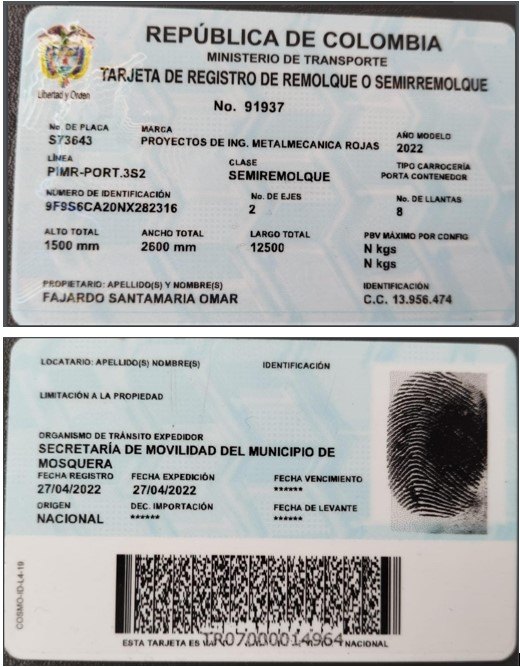 REPÚBLICA DE COLOMBIA
MINISTERIO DE TRANSPORTE
TARJETA DE REGISTRO DE REMOLQUE O SEMIRREMOLQUE
Libertad y Orden
No. 91937
No. DE PLACA MARCA AÑO MODELO
S73643 PROYECTOS DE ING. METALMECANICA ROJAS 2022
LÍNEA CLASE TIPO CARROCERÍA
PIMR-PORT.3S2 SEMIREMOLQUE PORTA CONTENEDOR
NÚMERO DE IDENTIFICACIÓN No. DE EJES No. DE LLANTAS
9F9S6CA20NX282316 2 8
ALTO TOTAL ANCHO TOTAL LARGO TOTAL PBV MÁXIMO POR CONFIG
1500 mm 2600 mm 12500 N kgs
N kgs
PROPIETARIO: APELLIDO(S) Y NOMBRE(S) IDENTIFICACIÓN
FAJARDO SANTAMARIA OMAR C.C. 13.956.474
LOCATARIO: APELLIDO(S) NOMBRE(S) IDENTIFICACIÓN
LIMITACIÓN A LA PROPIEDAD
ORGANISMO DE TRÁNSITO EXPEDIDOR
SECRETARÍA DE MOVILIDAD DEL MUNICIPIO DE
MOSQUERA
FECHA REGISTRO FECHA EXPEDICIÓN FECHA VENCIMIENTO
27/04/2022 27/04/2022 ******
ORIGEN DEC. IMPORTACIÓN FECHA DE LEVANTE
NACIONAL ****** ******
COSMO-ID-L4-19
TR07000014964
ESTA TARJETA ES NACIONAL